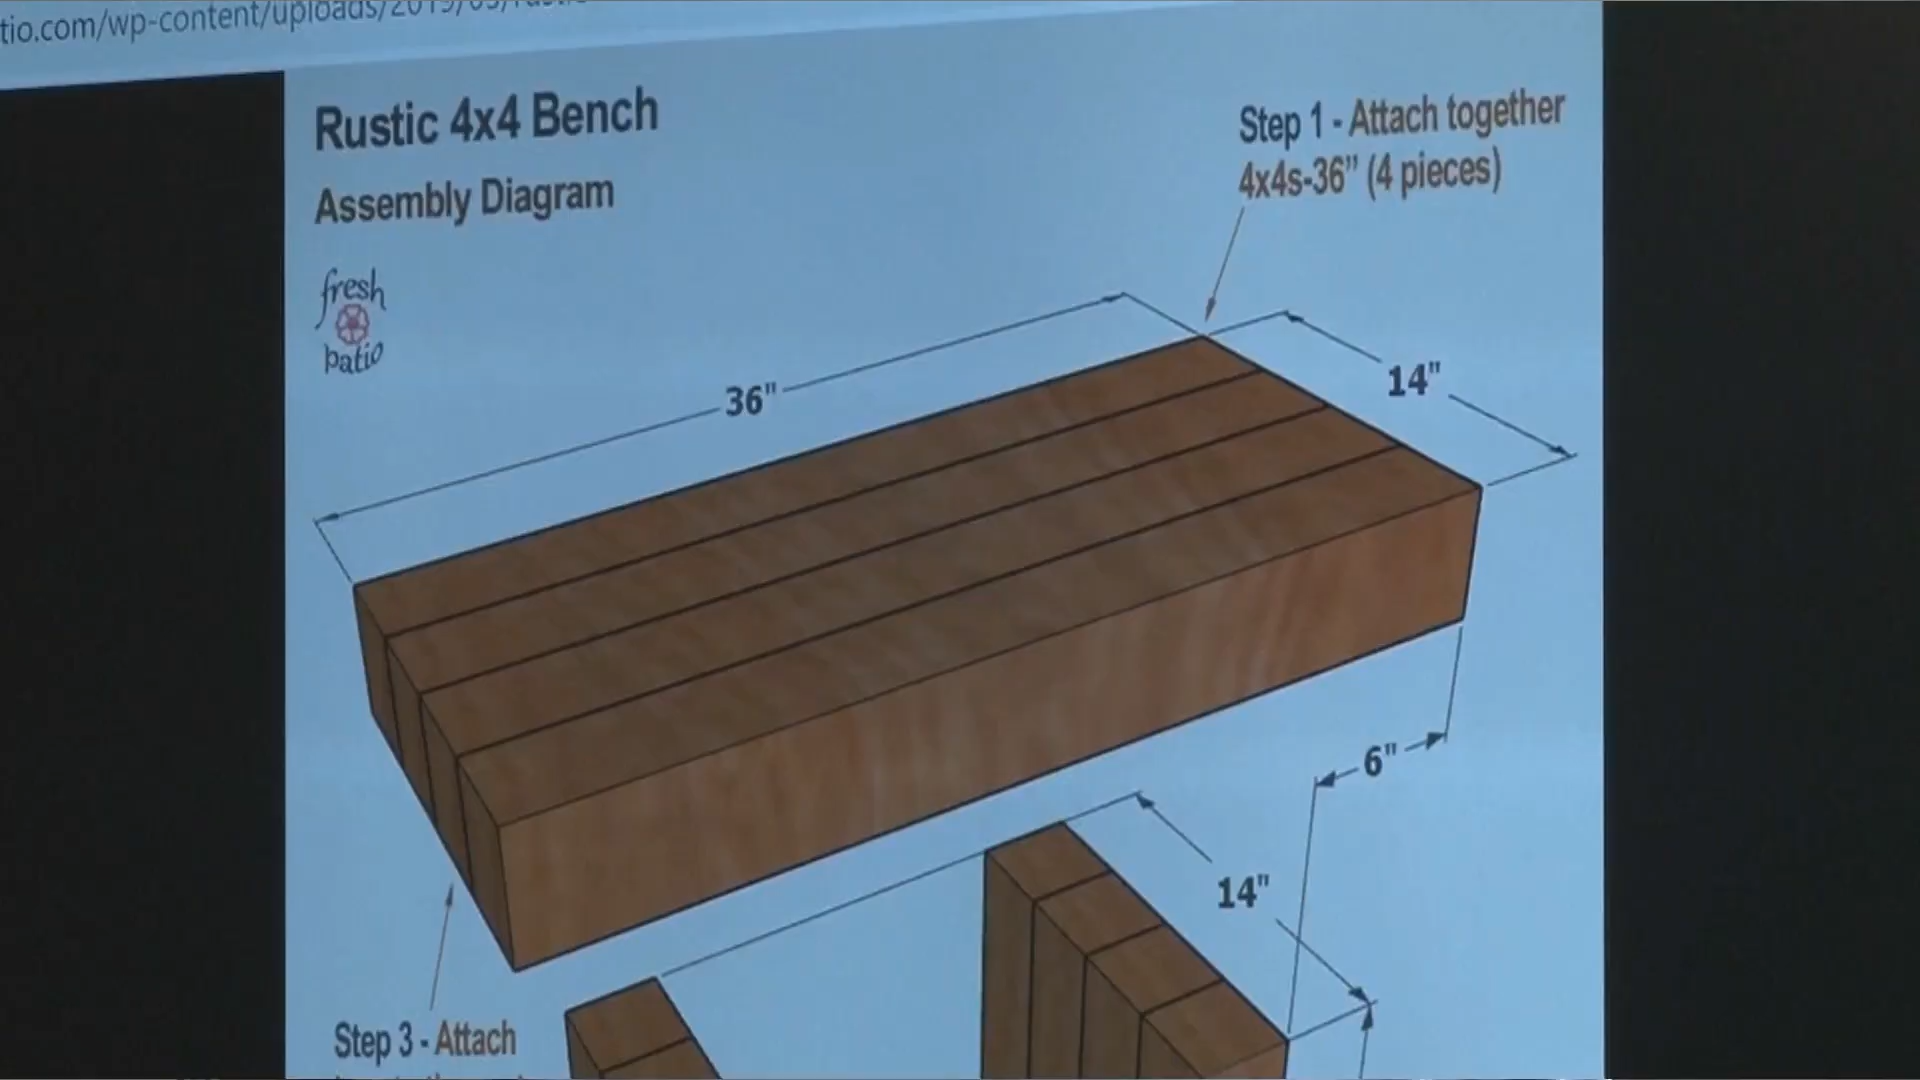 tio.com/wp-content/uploads/2019/05/rustic
Rustic 4x4 Bench
Assembly Diagram
fresh
patio
Step 1 - Attach together
4x4s-36” (4 pieces)
36"
14"
6"
14"
Step 3 - Attach